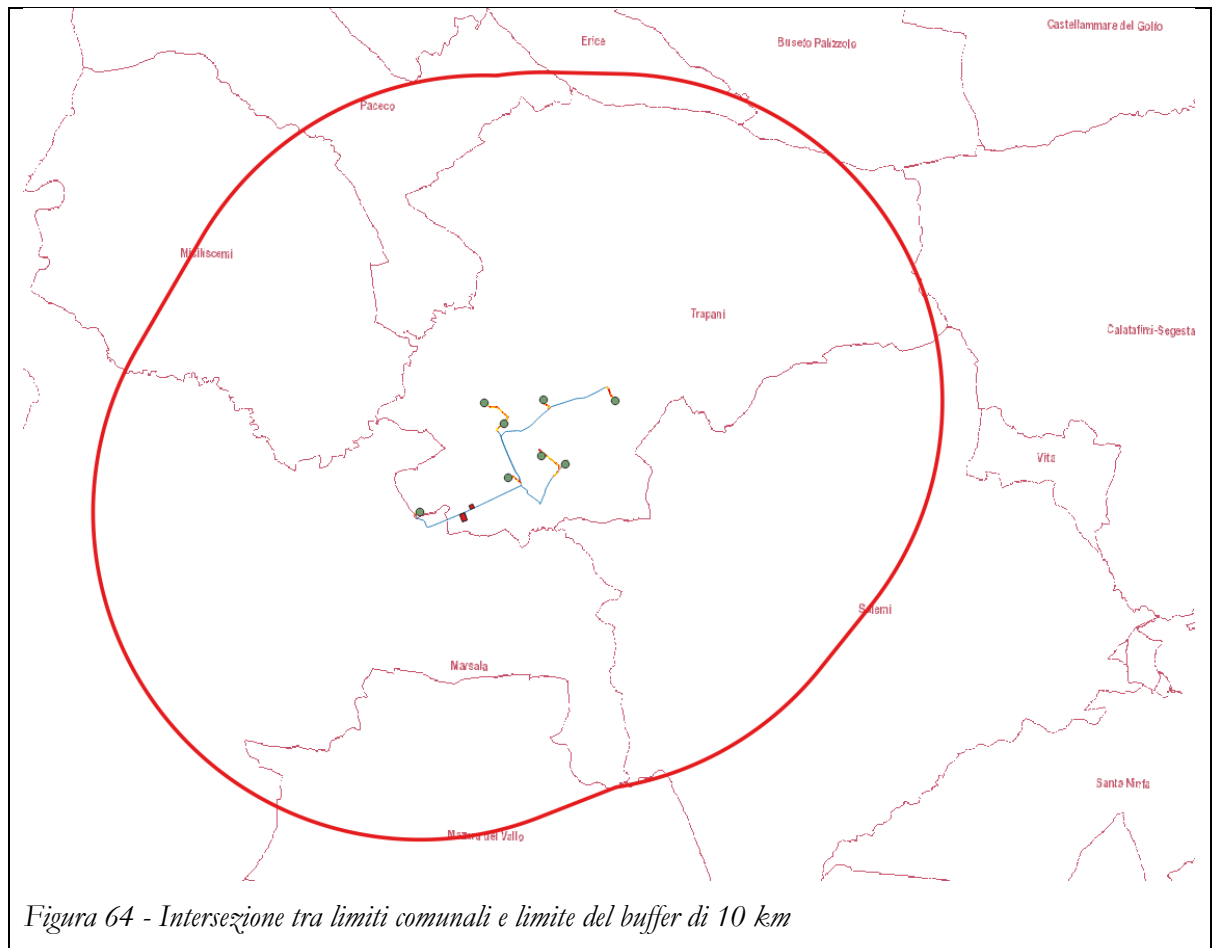 Castellammare del Golfo
Erice
Buseto Palizzolo
Paceco
Misiliscemi
Trapani
Calatafimi-Segesta
Vita
Salemi
Marsala
Santa Ninfa
Mazara del Vallo
Figura 64 - Intersezione tra limiti comunali e limite del buffer di 10 km